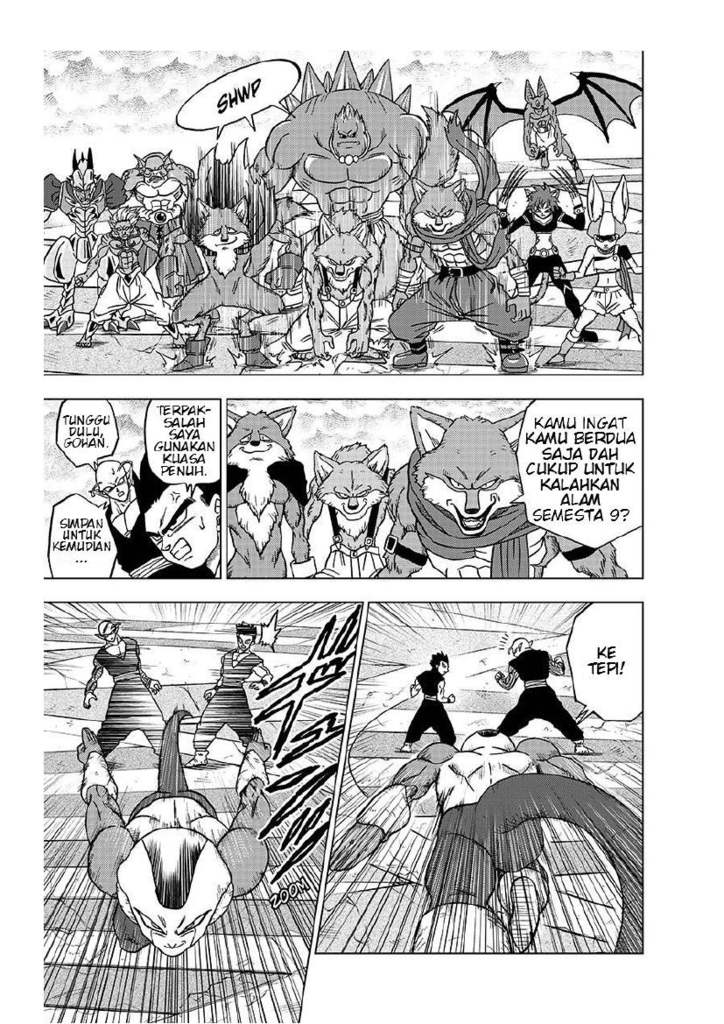 SHWP
KAMU INGAT
KAMU BERDUA
SAJA DAH
CUKUP UNTUK
KALAHKAN
ALAM
SEMESTA 9?
TERPAK-
SALAH
SAYA
GUNAKAN
KUASA
PENUH.
TUNGGU
DULU,
GOHAN.
SIMPAN
UNTUK
KEMUDIAN
...
KE
TEPI!
ZOOM